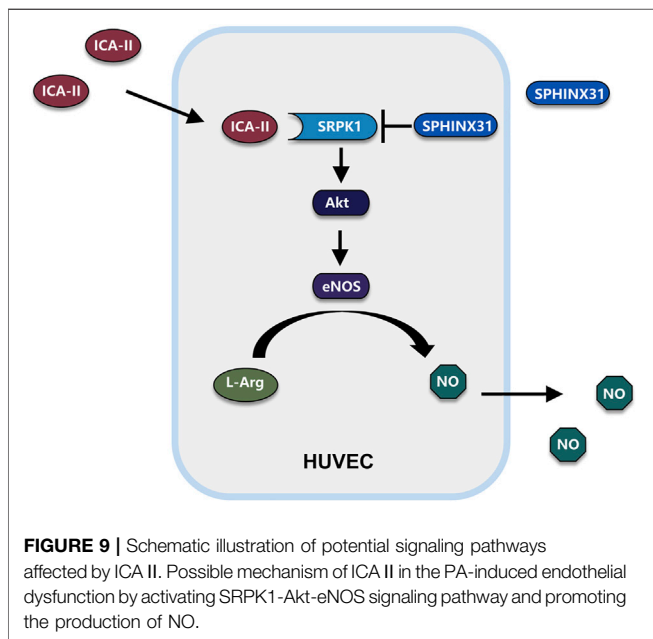 ICA-II
ICA-II
SPHINX31
ICA-II SRPK1 SPHINX31
Akt
eNOS
L-Arg NO NO
NO
HUVEC
FIGURE 9 | Schematic illustration of potential signaling pathways
affected by ICA II. Possible mechanism of ICA II in the PA-induced endothelial
dysfunction by activating SRPK1-Akt-eNOS signaling pathway and promoting
the production of NO.